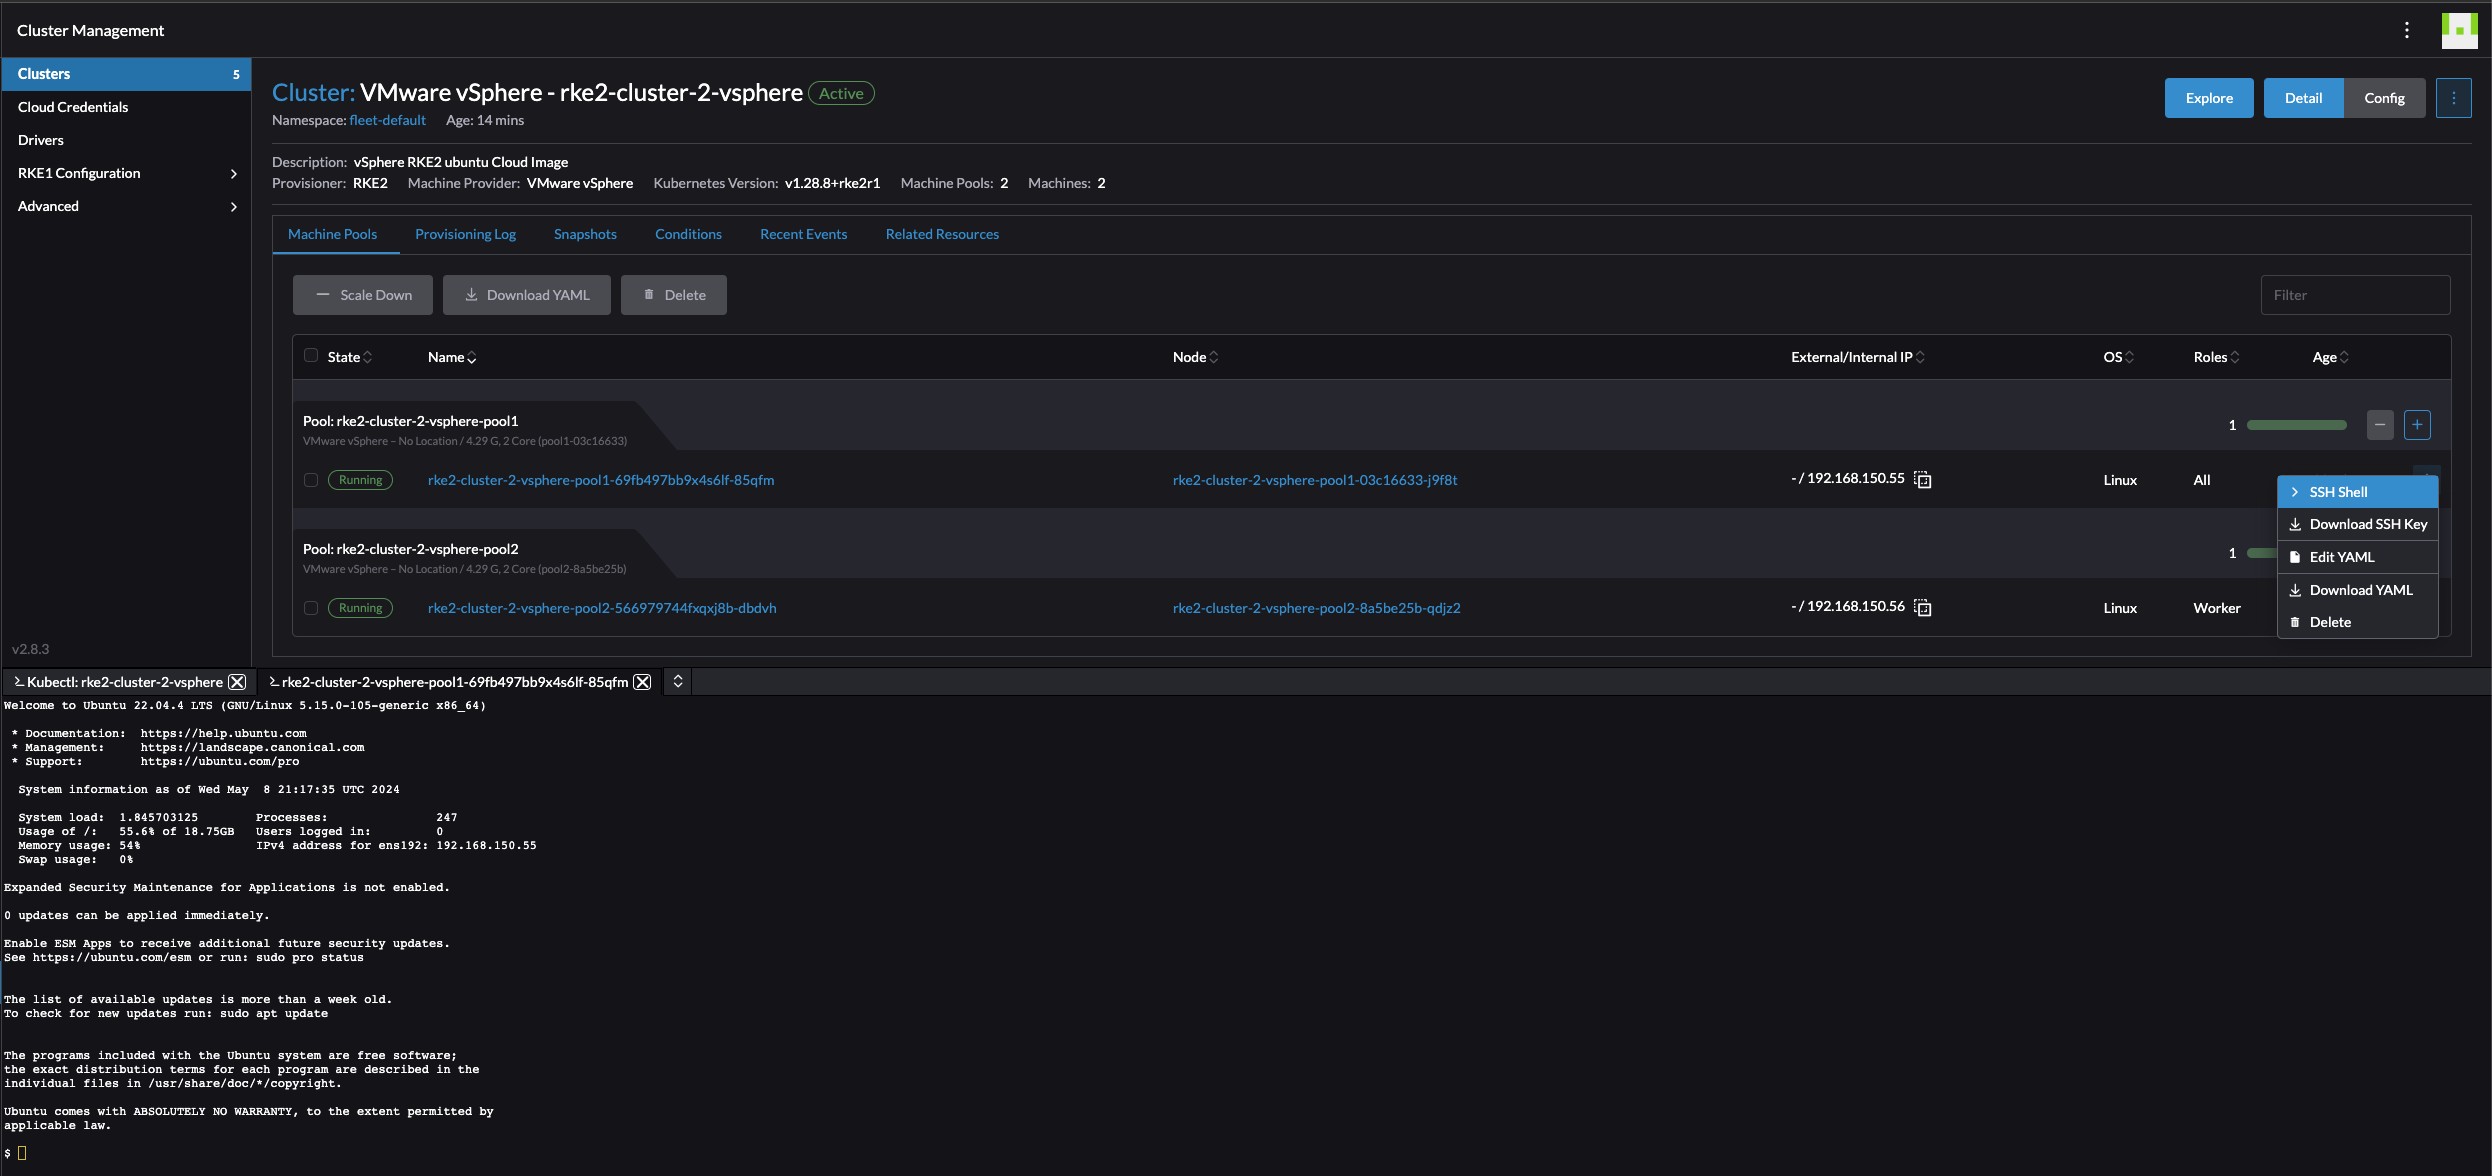 Cluster Management
Clusters 5
Cloud Credentials
Drivers
RKE1 Configuration
Advanced
v2.8.3
Cluster: VMware vSphere - rke2-cluster-2-vsphere Active
Namespace: fleet-default Age: 14 mins
Explore Detail Config
Description: vSphere RKE2 ubuntu Cloud Image
Provisioner: RKE2 Machine Provider: VMware vSphere Kubernetes Version: v1.28.8+rke2r1 Machine Pools: 2 Machines: 2
Machine Pools Provisioning Log Snapshots Conditions Recent Events Related Resources
Scale Down Download YAML Delete Filter
State Name Node External/Internal IP OS Roles Age
Pool: rke2-cluster-2-vsphere-pool1 1
VMware vSphere – No Location / 4.29 G, 2 Core (pool1-03c16633)
Running rke2-cluster-2-vsphere-pool1-69fb497bb9x4s6lf-85qfm rke2-cluster-2-vsphere-pool1-03c16633-j9f8t - / 192.168.150.55 Linux All
Pool: rke2-cluster-2-vsphere-pool2 1
VMware vSphere – No Location / 4.29 G, 2 Core (pool2-8a5be25b)
Running rke2-cluster-2-vsphere-pool2-566979744fxqxj8b-dbdvh rke2-cluster-2-vsphere-pool2-8a5be25b-qdjz2 - / 192.168.150.56 Linux Worker
SSH Shell
Download SSH Key
Edit YAML
Download YAML
Delete
Kubectl: rke2-cluster-2-vsphere rke2-cluster-2-vsphere-pool1-69fb497bb9x4s6lf-85qfm
Welcome to Ubuntu 22.04.4 LTS (GNU/Linux 5.15.0-105-generic x86_64)
* Documentation: https://help.ubuntu.com
* Management: https://landscape.canonical.com
* Support: https://ubuntu.com/pro
System information as of Wed May 8 21:17:35 UTC 2024
System load: 1.845703125 Processes: 247
Usage of /: 55.6% of 18.75GB Users logged in: 0
Memory usage: 54% IPv4 address for ens192: 192.168.150.55
Swap usage: 0%
Expanded Security Maintenance for Applications is not enabled.
0 updates can be applied immediately.
Enable ESM Apps to receive additional future security updates.
See https://ubuntu.com/esm or run: sudo pro status
The list of available updates is more than a week old.
To check for new updates run: sudo apt update
The programs included with the Ubuntu system are free software;
the exact distribution terms for each program are described in the
individual files in /usr/share/doc/*/copyright.
Ubuntu comes with ABSOLUTELY NO WARRANTY, to the extent permitted by
applicable law.
$